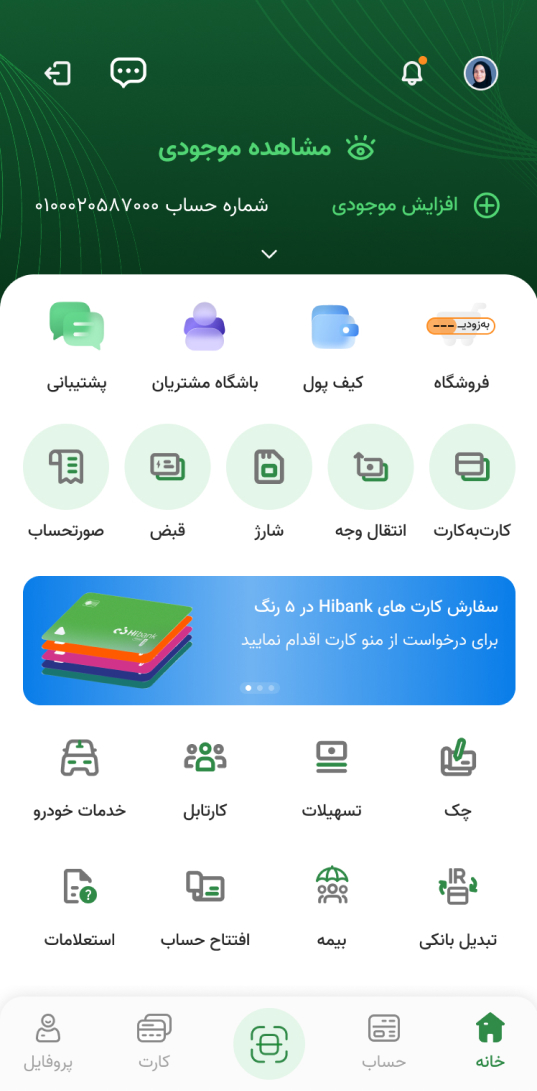 مشاهده موجودی
افزایش موجودی
شماره حساب ۰۱۰۰۰۲۰۵۸۷۰۰۰
به‌زودی
فروشگاه
کیف پول
باشگاه مشتریان
پشتیبانی
کارت‌به‌کارت
انتقال وجه
شارژ
قبض
صورتحساب
سفارش کارت های Hibank در ۵ رنگ
برای درخواست از منو کارت اقدام نمایید
Hibank
چک
تسهیلات
کارتابل
خدمات خودرو
IR
?
تبدیل بانکی
بیمه
افتتاح حساب
استعلامات
خانه
حساب
کارت
پروفایل